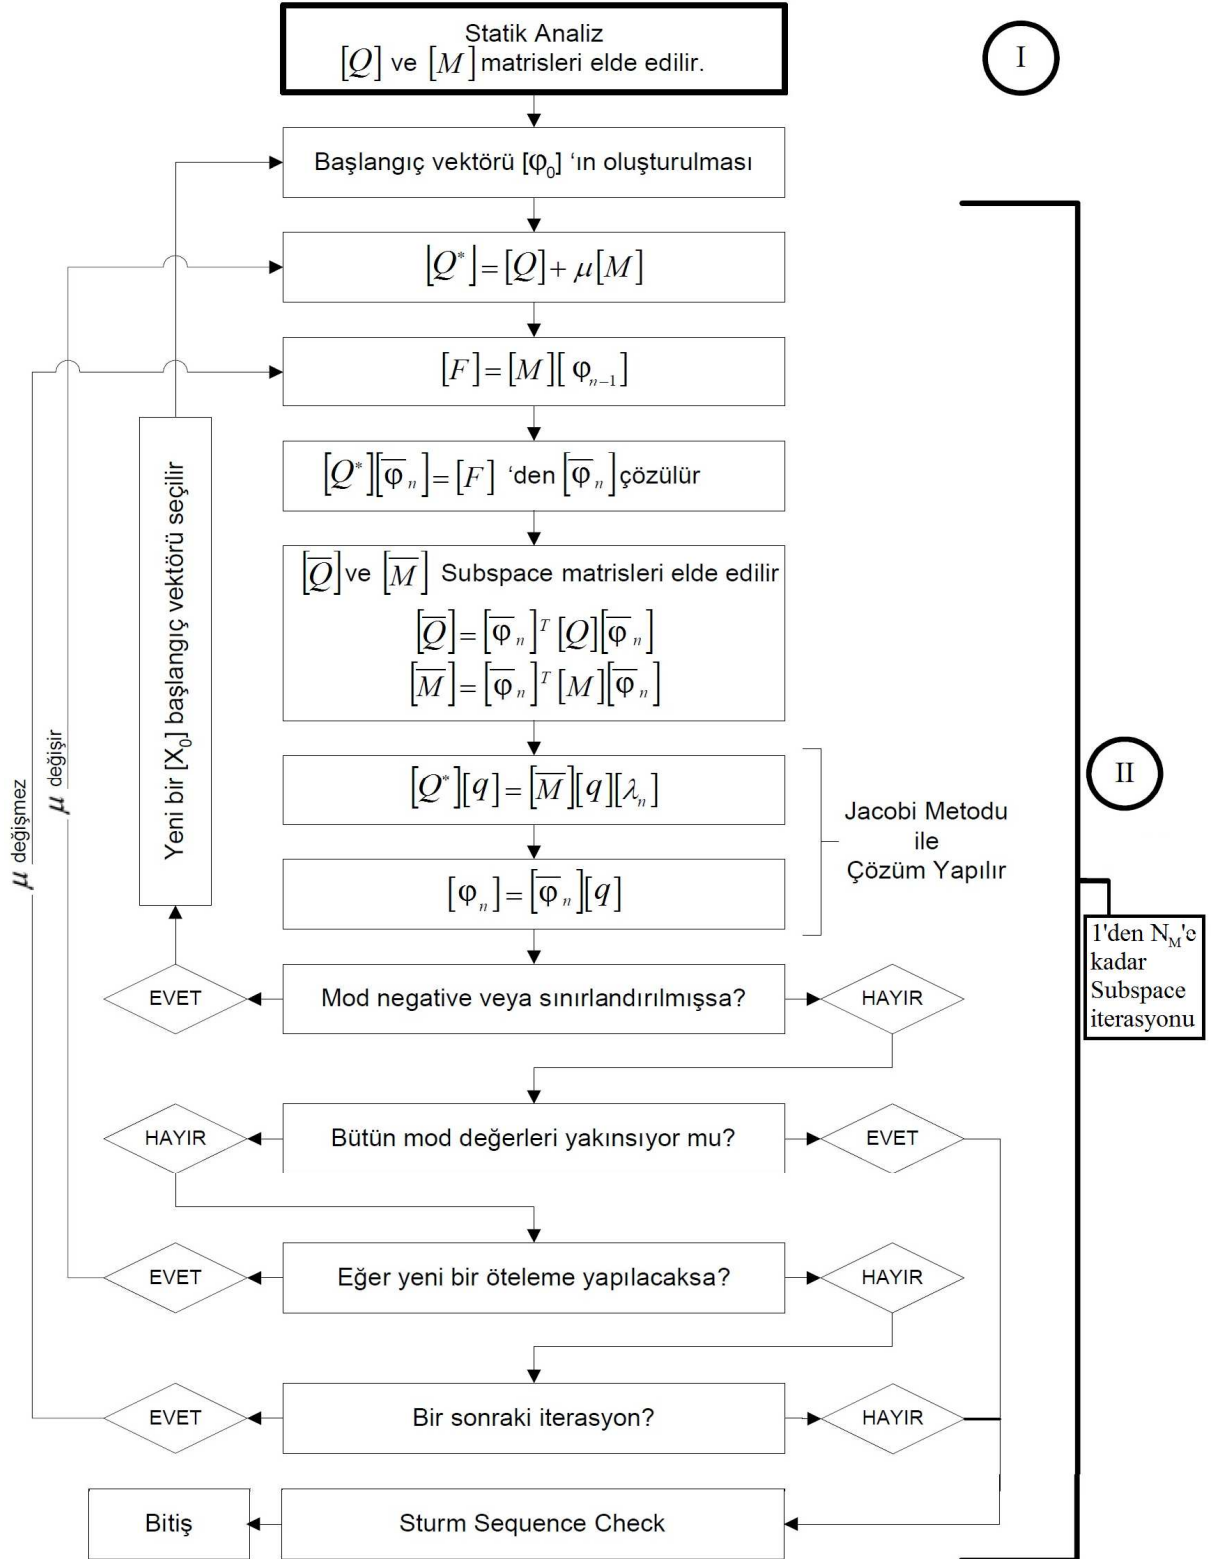 Statik Analiz
[Q] ve [M] matrisleri elde edilir.
I
Başlangıç vektörü [φ₀] ‘ın oluşturulması
[Q*]=[Q]+ μ[M]
[F]=[M][ φₙ₋₁]
[Q*][φ̅ₙ]=[F] ‘den [φ̅ₙ] çözülür
[Q̅] ve [M̅] Subspace matrisleri elde edilir
[Q̅]=[φ̅ₙ]ᵀ [Q][φ̅ₙ]
[M̅]=[φ̅ₙ]ᵀ [M][φ̅ₙ]
[Q*][q]=[M̅][q][λₙ]
[φₙ]=[φ̅ₙ][q]
Jacobi Metodu
ile
Çözüm Yapılır
II
1'den N_M'e
kadar
Subspace
iterasyonu
Yeni bir [X₀] başlangıç vektörü seçilir
μ değişir
μ değişmez
EVET
Mod negative veya sınırlandırılmışsa?
HAYIR
HAYIR
Bütün mod değerleri yakınsıyor mu?
EVET
EVET
Eğer yeni bir öteleme yapılacaksa?
HAYIR
EVET
Bir sonraki iterasyon?
HAYIR
Bitiş
Sturm Sequence Check